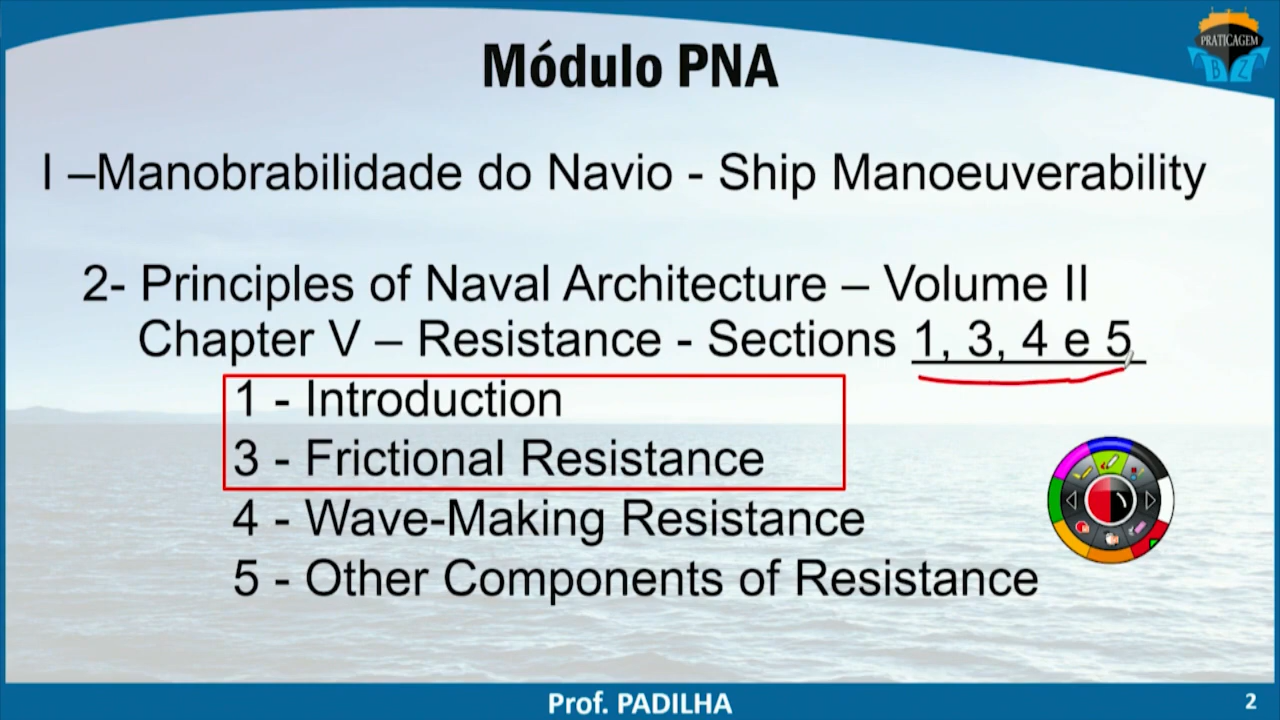 PRATICAGEM
BZ
Módulo PNA
I –Manobrabilidade do Navio - Ship Manoeuverability
2- Principles of Naval Architecture – Volume II
Chapter V – Resistance - Sections 1, 3, 4 e 5
1 - Introduction
3 - Frictional Resistance
4 - Wave-Making Resistance
5 - Other Components of Resistance
Prof. PADILHA
2